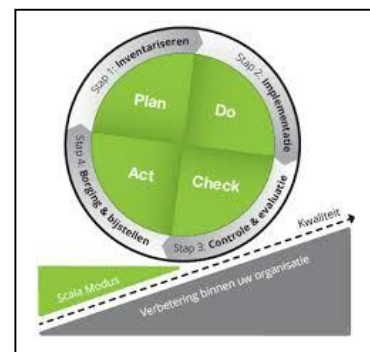 Stap 1: Inventariseren
Stap 2: Implementatie
Plan
Do
Act
Check
Stap 4: Borging & bijstellen
Stap 3: Controle & evaluatie
Kwaliteit
Scala Modus
Verbetering binnen uw organisatie